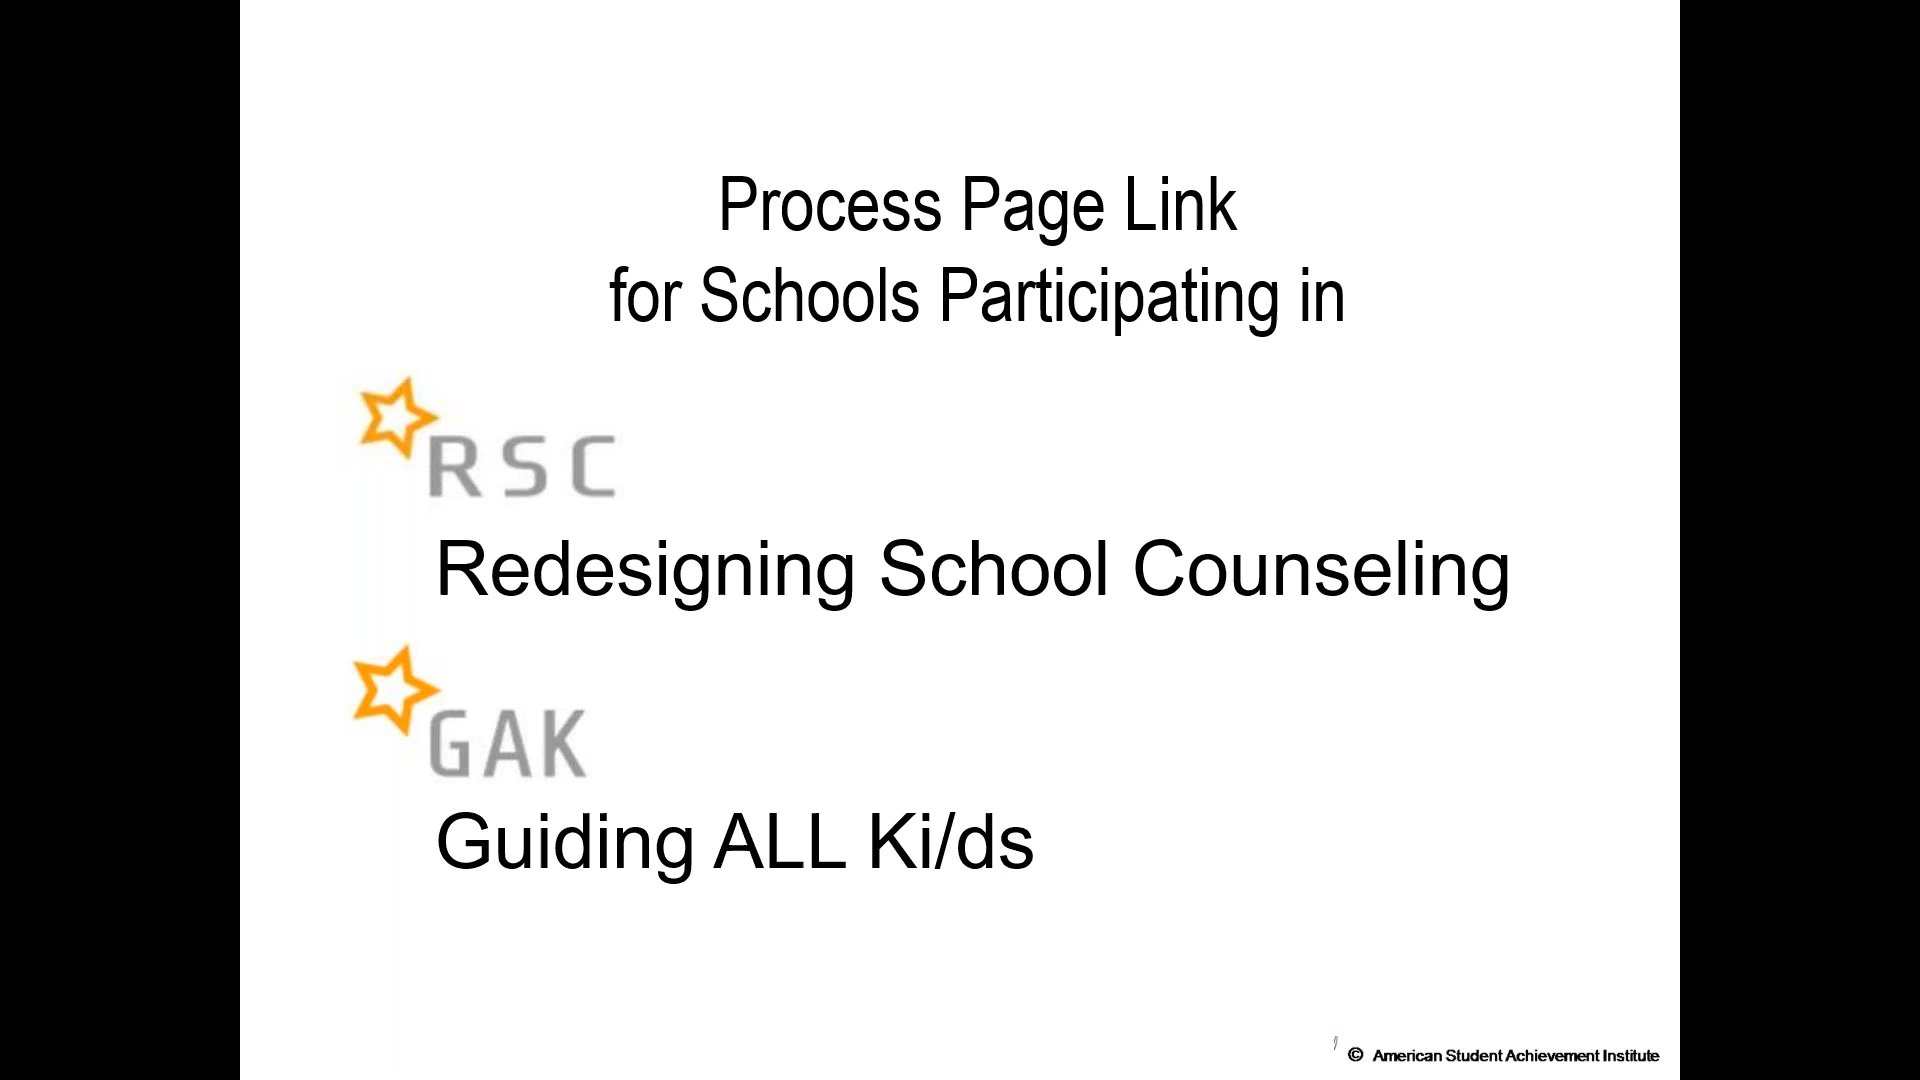 Process Page Link
for Schools Participating in
RSC
Redesigning School Counseling
GAK
Guiding ALL Ki/ds
© American Student Achievement Institute